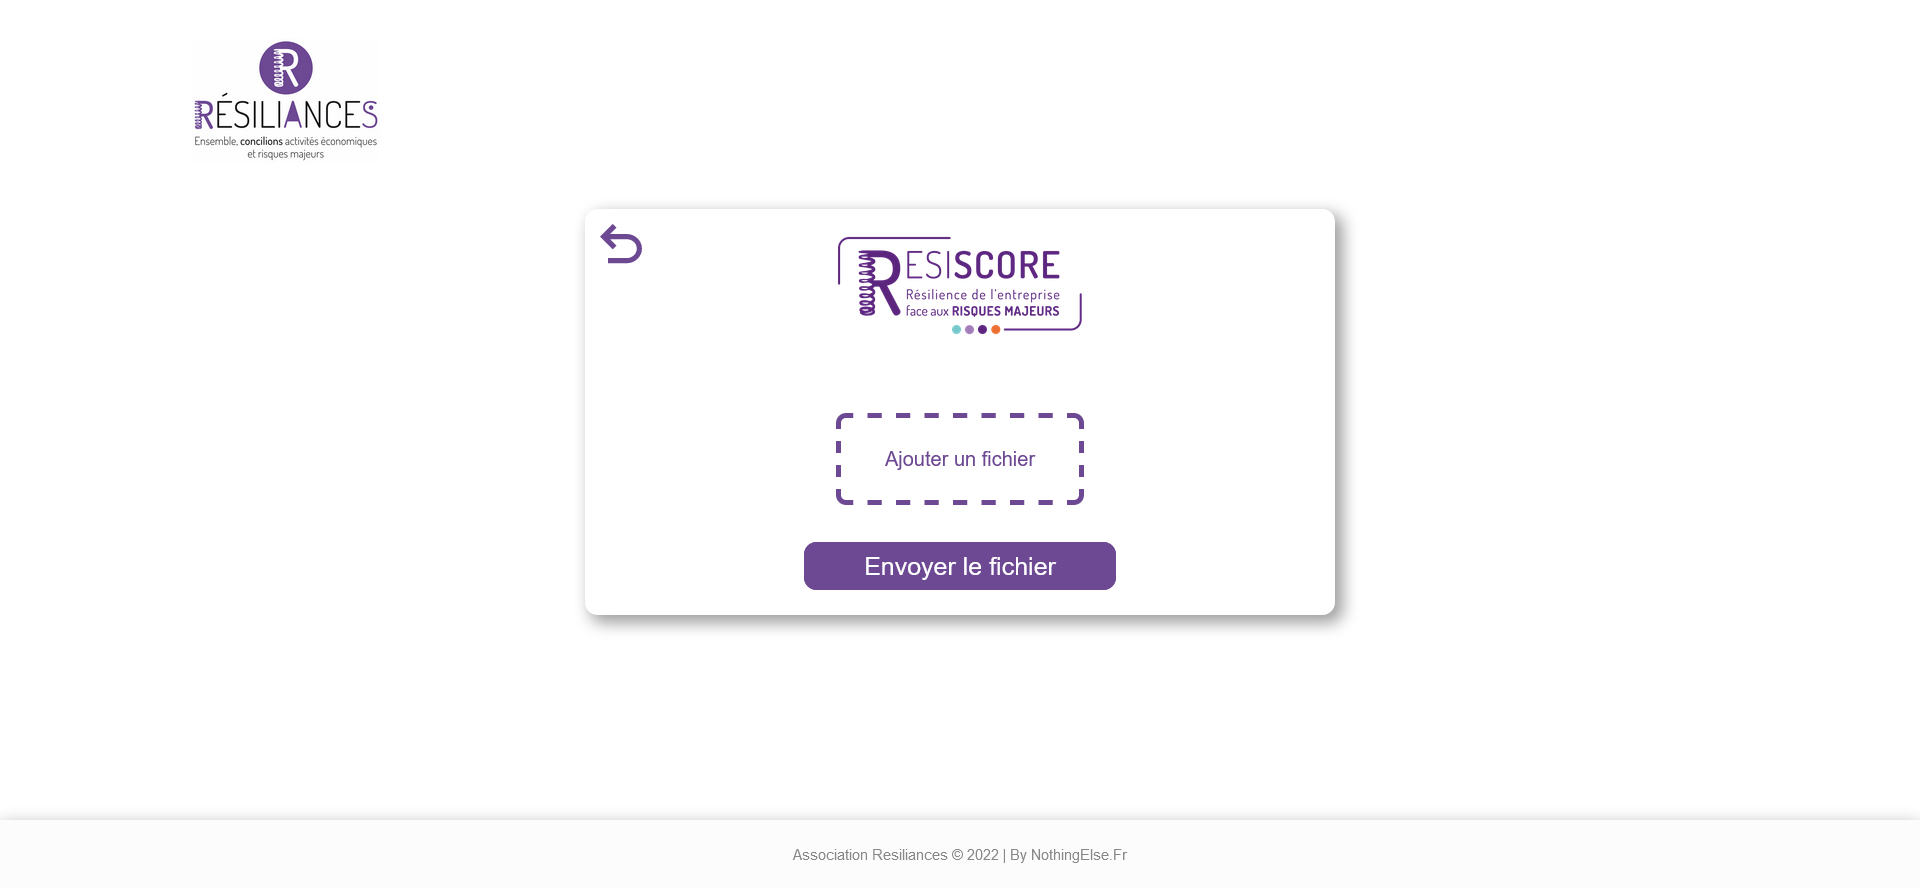 R
RÉSILIANCES
Ensemble, concilions activités économiques
et risques majeurs
RESISCORE
Résilience de l'entreprise
face aux RISQUES MAJEURS
Ajouter un fichier
Envoyer le fichier
Association Resiliances © 2022 | By NothingElse.Fr